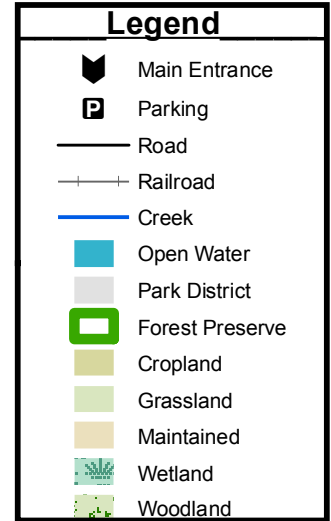 Legend
Main Entrance
P Parking
Road
Railroad
Creek
Open Water
Park District
Forest Preserve
Cropland
Grassland
Maintained
Wetland
Woodland